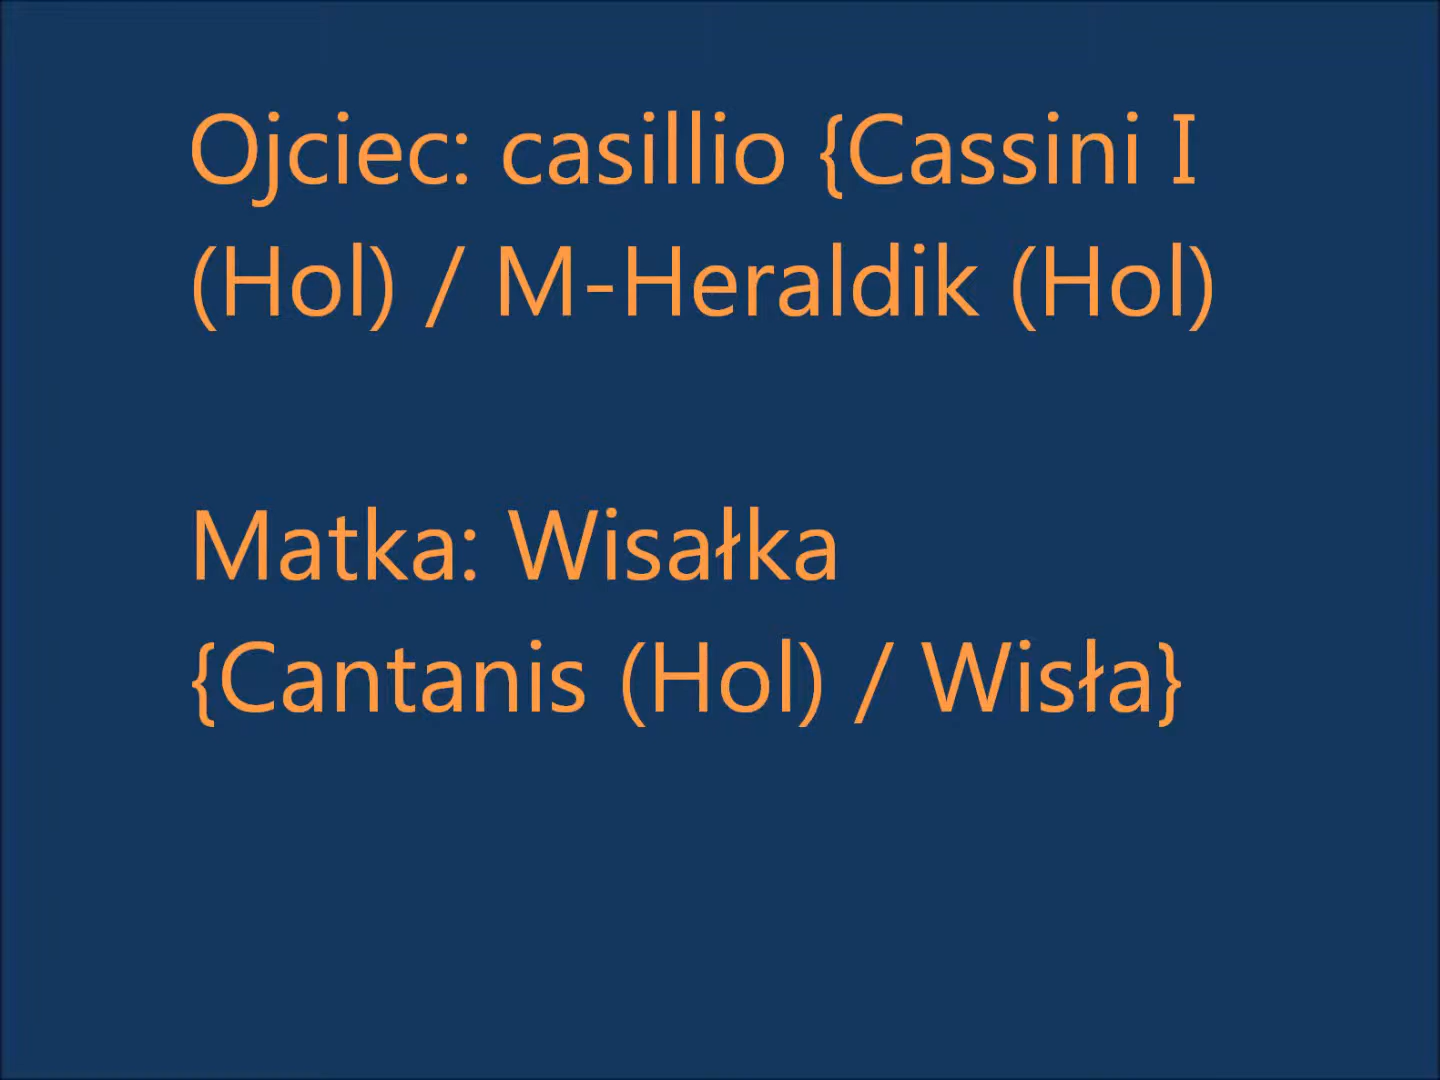 Ojciec: casillio {Cassini I
(Hol) / M-Heraldik (Hol)
Matka: Wisałka
{Cantanis (Hol) / Wisła}